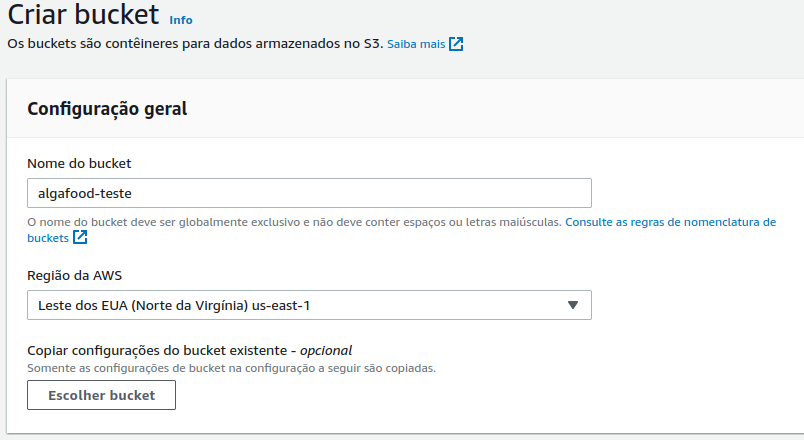 Criar bucket Info
Os buckets são contêineres para dados armazenados no S3. Saiba mais
Configuração geral
Nome do bucket
algafood-teste
O nome do bucket deve ser globalmente exclusivo e não deve conter espaços ou letras maiúsculas. Consulte as regras de nomenclatura de
buckets
Região da AWS
Leste dos EUA (Norte da Virgínia) us-east-1
Copiar configurações do bucket existente - opcional
Somente as configurações de bucket na configuração a seguir são copiadas.
Escolher bucket